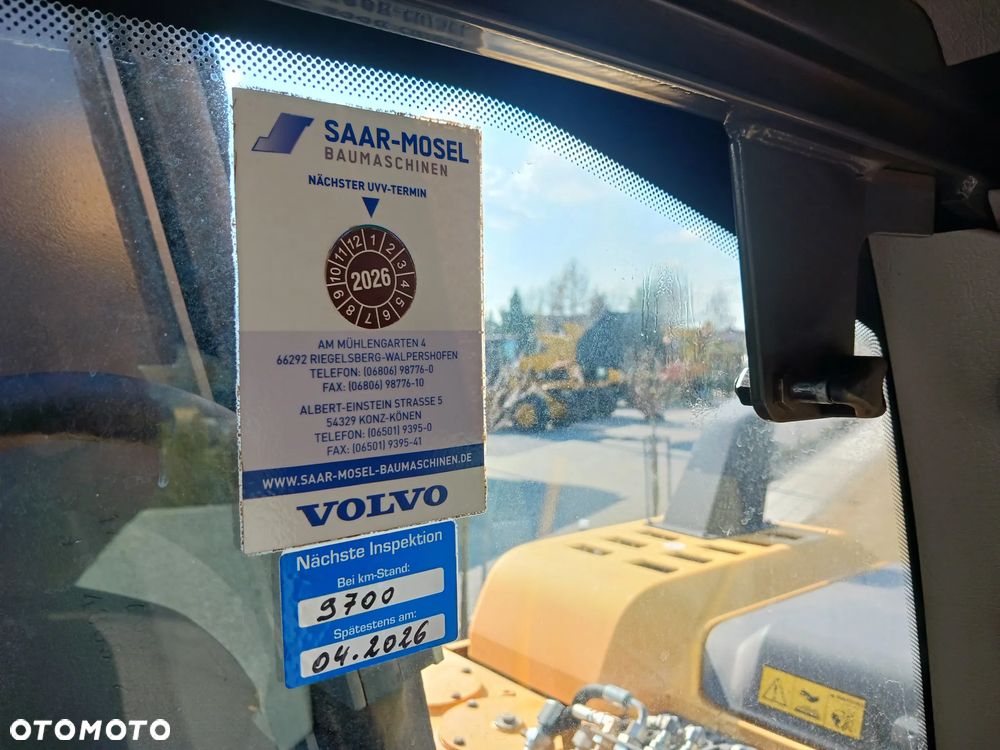 SAAR-MOSEL
BAUMASCHINEN
NÄCHSTER UVV-TERMIN
1 2 3 4 5 6 7 8 9 10 11 12
2026
AM MÜHLENGARTEN 4
66292 RIEGELSBERG-WALPERSHOFEN
TELEFON: (06806) 98776-0
FAX: (06806) 98776-10
ALBERT-EINSTEIN STRASSE 5
54329 KONZ-KÖNEN
TELEFON: (06501) 9395-0
FAX: (06501) 9395-41
WWW.SAAR-MOSEL-BAUMASCHINEN.DE
VOLVO
Nächste Inspektion
Bei km-Stand:
9700
Spätestens am:
04.2026
OTOMOTO